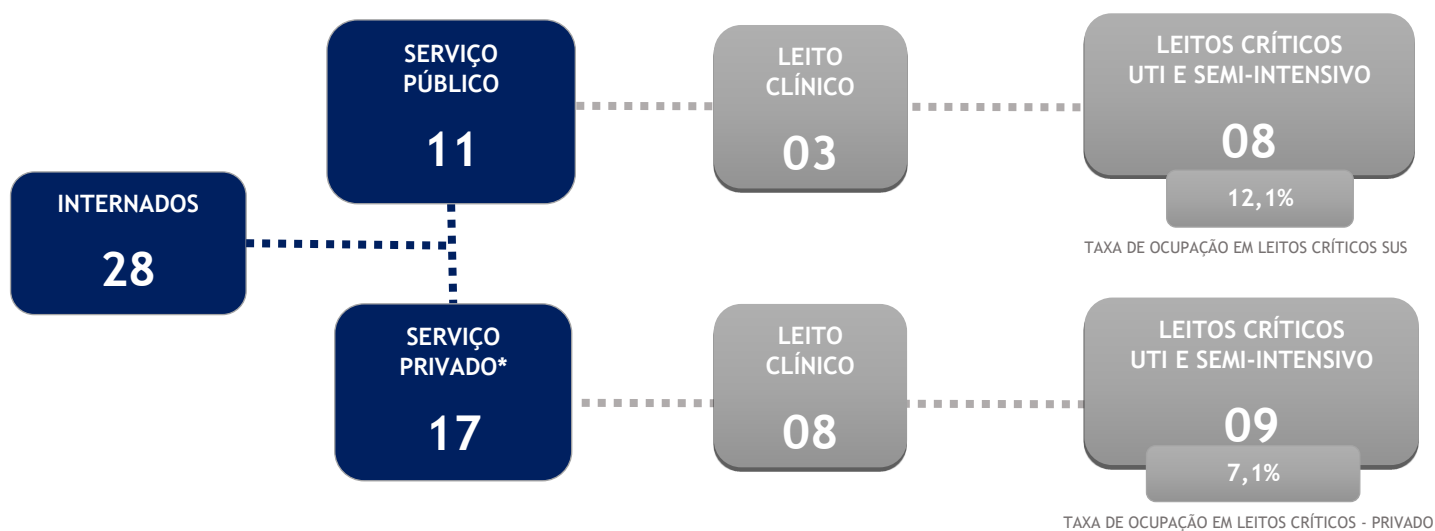 INTERNADOS
28
SERVIÇO
PÚBLICO
11
LEITO
CLÍNICO
03
LEITOS CRÍTICOS
UTI E SEMI-INTENSIVO
08
12,1%
TAXA DE OCUPAÇÃO EM LEITOS CRÍTICOS SUS
SERVIÇO
PRIVADO*
17
LEITO
CLÍNICO
08
LEITOS CRÍTICOS
UTI E SEMI-INTENSIVO
09
7,1%
TAXA DE OCUPAÇÃO EM LEITOS CRÍTICOS - PRIVADO